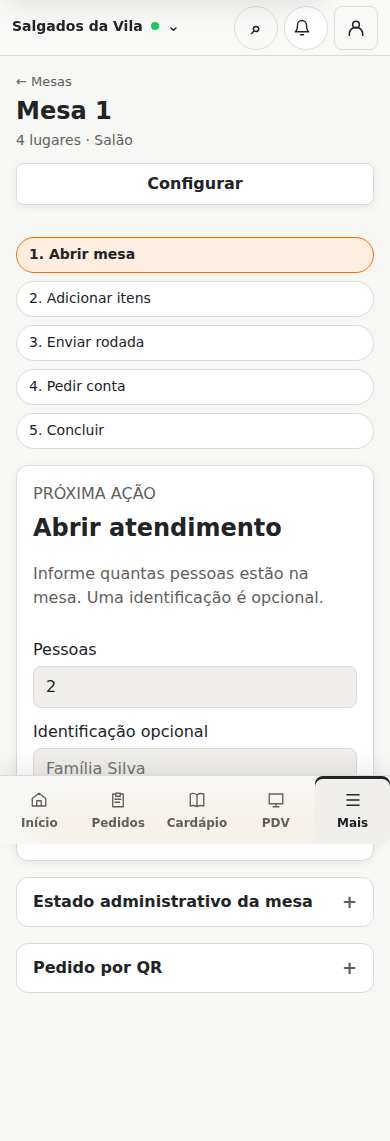 Salgados da Vila
← Mesas
Mesa 1
4 lugares · Salão
Configurar
1. Abrir mesa
2. Adicionar itens
3. Enviar rodada
4. Pedir conta
5. Concluir
PRÓXIMA AÇÃO
Abrir atendimento
Informe quantas pessoas estão na
mesa. Uma identificação é opcional.
Pessoas
2
Identificação opcional
Família Silva
Início Pedidos Cardápio PDV Mais
Estado administrativo da mesa +
Pedido por QR +